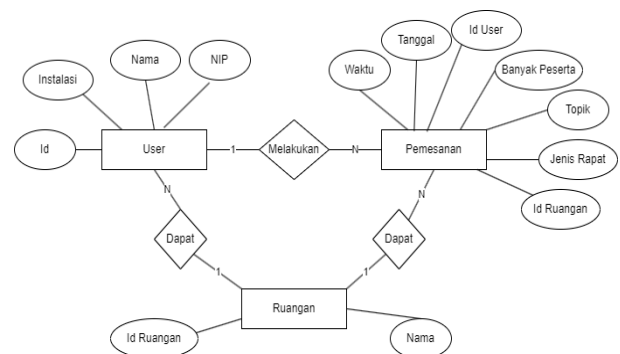 Id User
Tanggal
Nama
NIP
Waktu
Banyak Peserta
Instalasi
Topik
Id
User
1
Melakukan
N
Pemesanan
Jenis Rapat
N
N
Id Ruangan
Dapat
Dapat
1
1
Ruangan
Id Ruangan
Nama